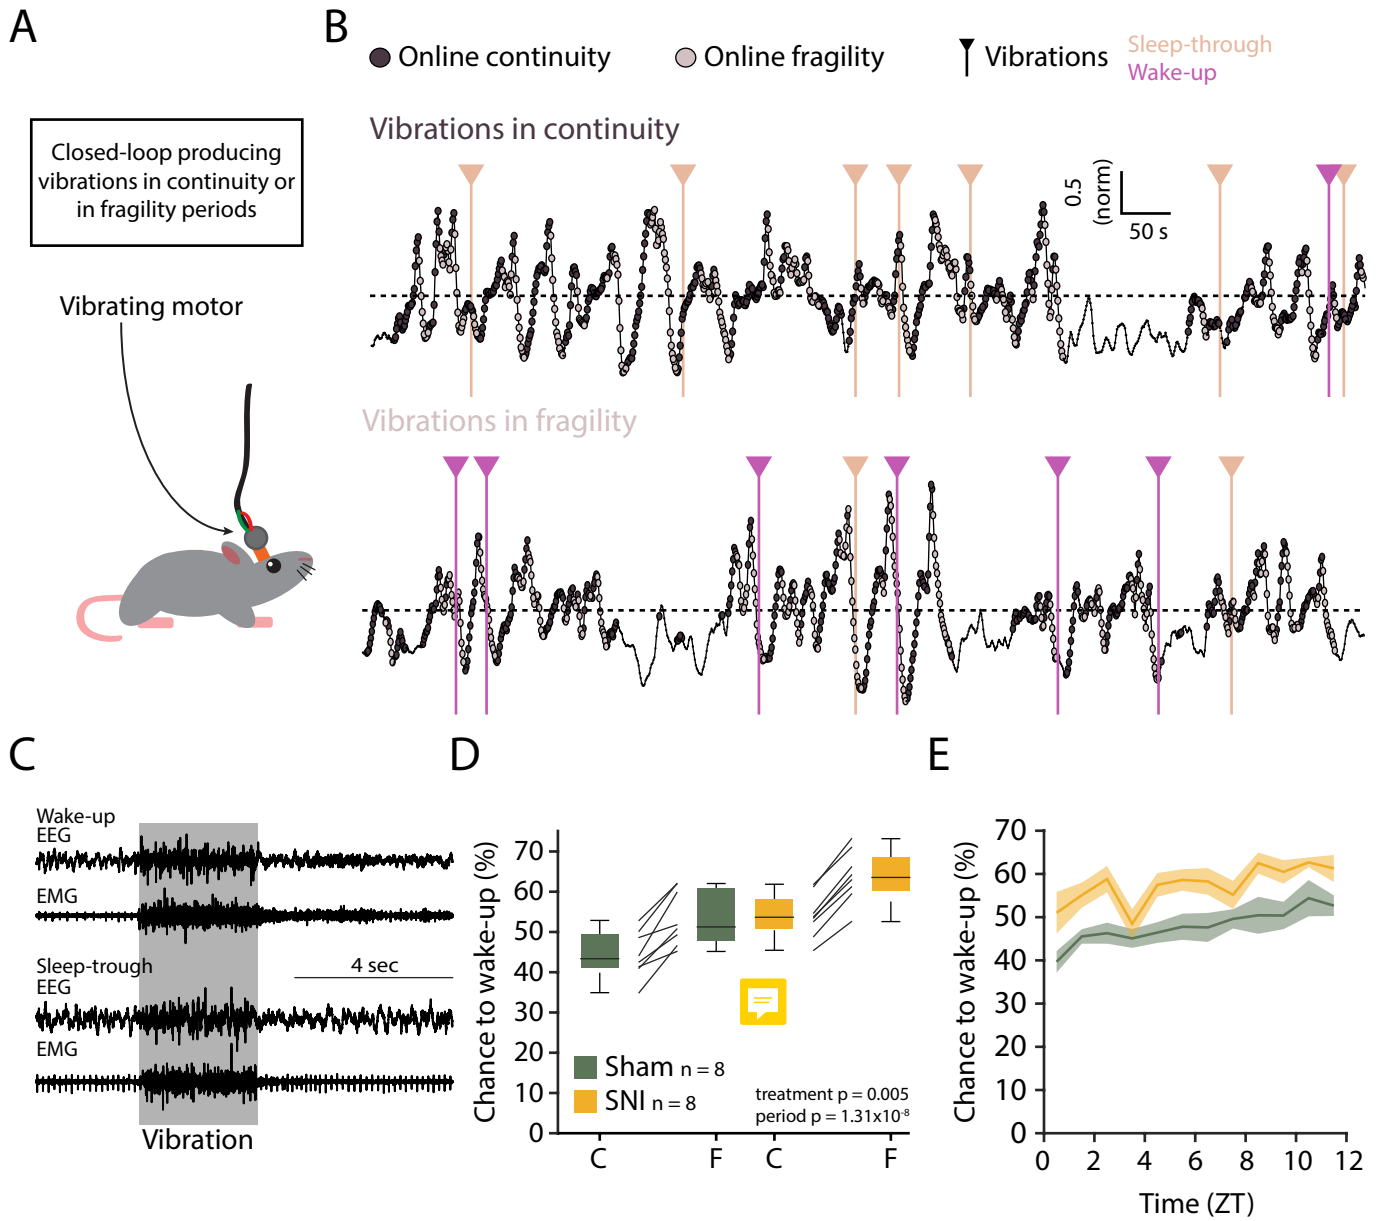 A
Closed-loop producing
vibrations in continuity or
in fragility periods
Vibrating motor
B
Online continuity
Online fragility
Vibrations
Sleep-through
Wake-up
Vibrations in continuity
0.5
(norm)
50 s
Vibrations in fragility
C
Wake-up
EEG
EMG
Sleep-trough
EEG
EMG
4 sec
Vibration
D
Chance to wake-up (%)
70
60
50
40
30
20
10
0
Sham n = 8
SNI n = 8
treatment p = 0.005
period p = 1.31x10-8
C F C F
E
Chance to wake-up (%)
70
60
50
40
30
20
10
0
0 2 4 6 8 10 12
Time (ZT)